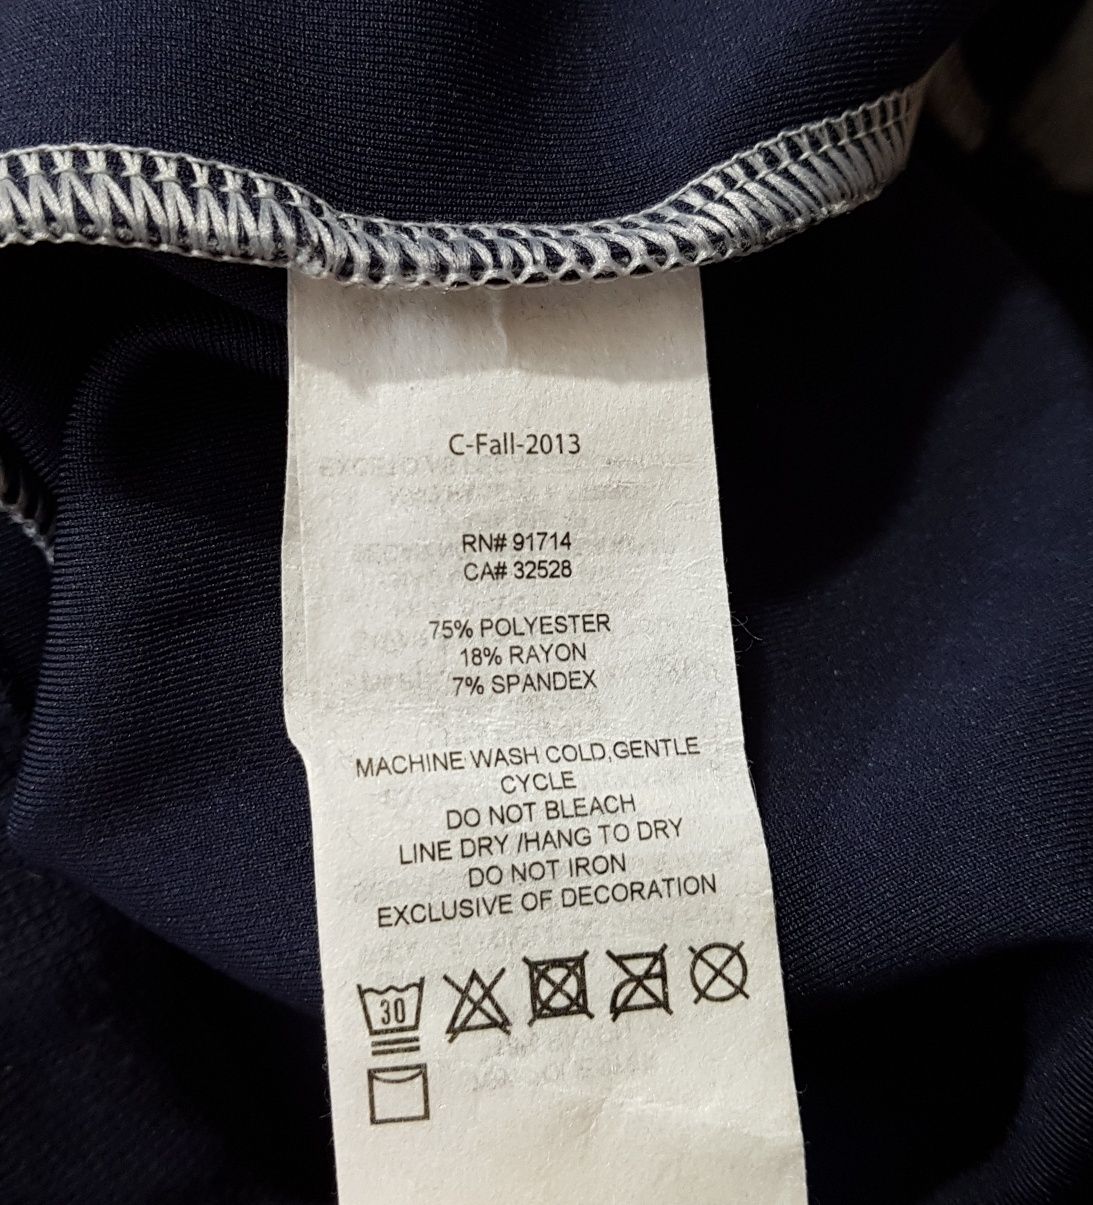 C-Fall-2013
RN# 91714
CA# 32528
75% POLYESTER
18% RAYON
7% SPANDEX
MACHINE WASH COLD,GENTLE
CYCLE
DO NOT BLEACH
LINE DRY /HANG TO DRY
DO NOT IRON
EXCLUSIVE OF DECORATION
30